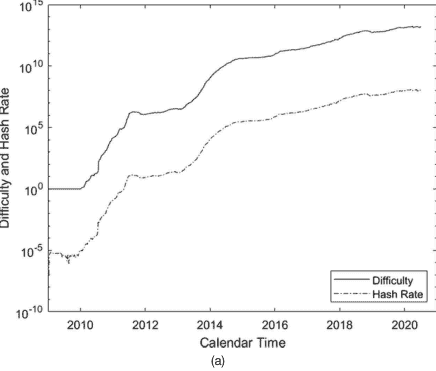 10^15
10^10
10^5
10^0
10^-5
10^-10
Difficulty and Hash Rate
Difficulty
Hash Rate
2010 2012 2014 2016 2018 2020
Calendar Time
(a)